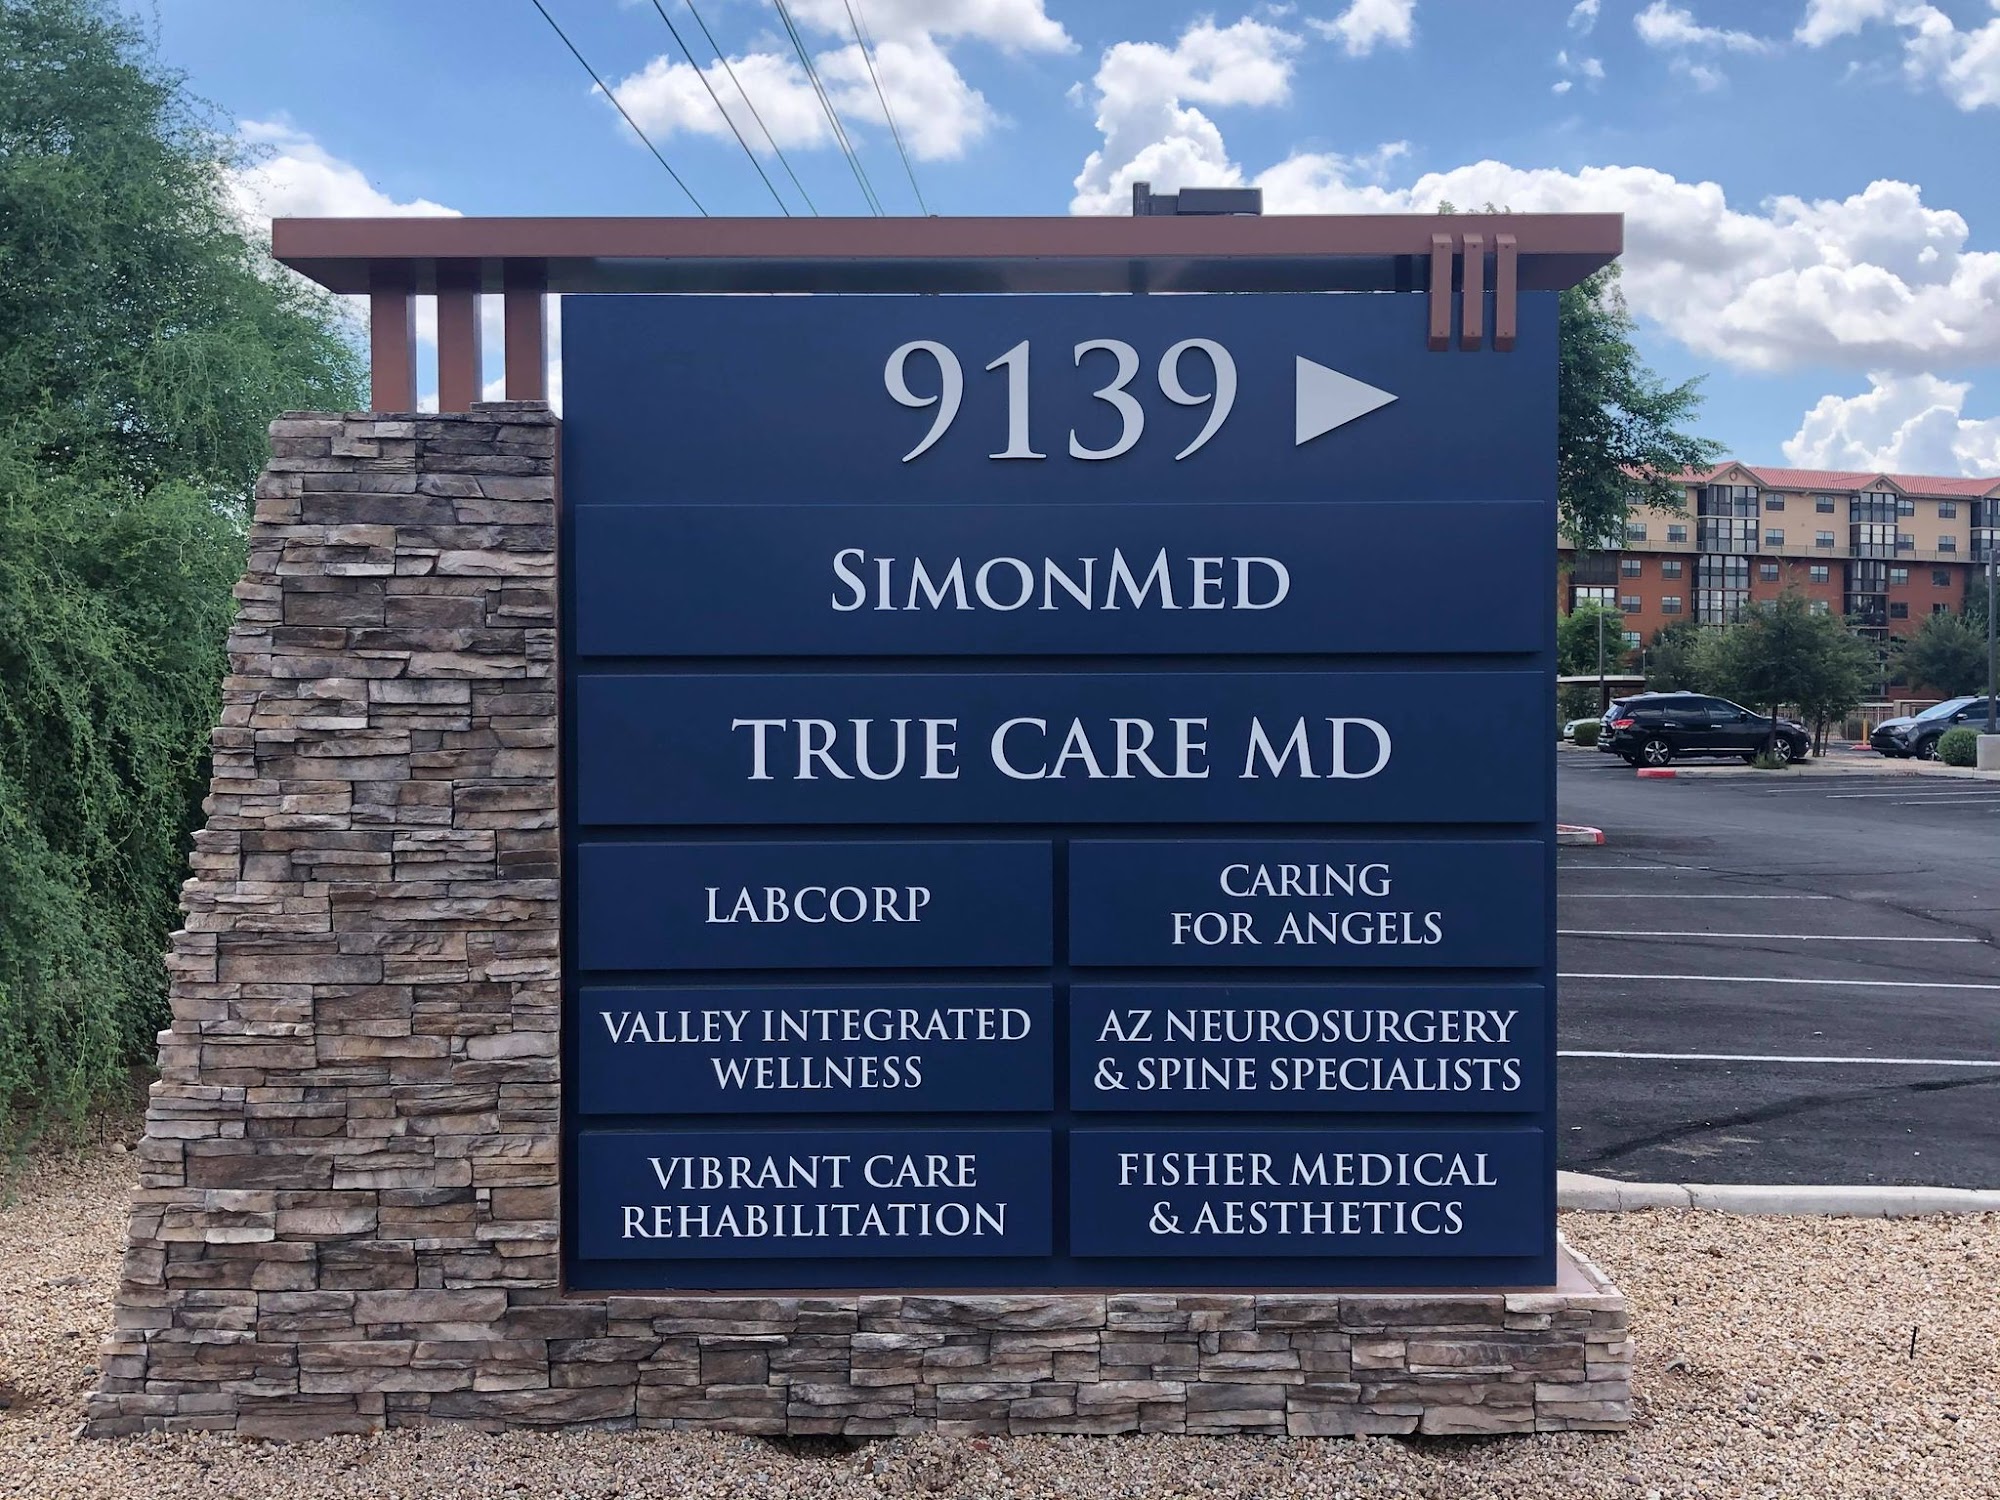 9139
SIMONMED
TRUE CARE MD
LABCORP
CARING
FOR ANGELS
VALLEY INTEGRATED
WELLNESS
AZ NEUROSURGERY
& SPINE SPECIALISTS
VIBRANT CARE
REHABILITATION
FISHER MEDICAL
& AESTHETICS